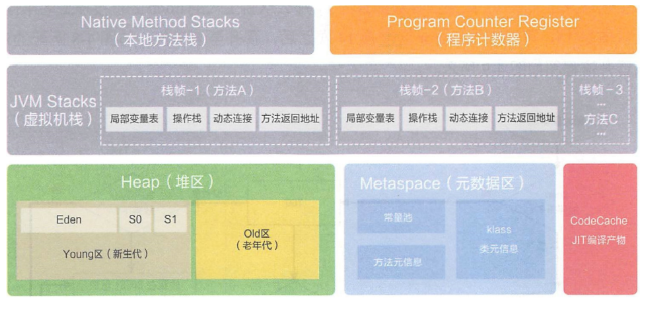 Native Method Stacks
（本地方法栈）
Program Counter Register
（程序计数器）
JVM Stacks
（虚拟机栈）
栈帧-1（方法A）
局部变量表
操作栈
动态连接
方法返回地址
栈帧-2（方法B）
局部变量表
操作栈
动态连接
方法返回地址
栈帧-3
...
方法C
...
Heap（堆区）
Eden
S0
S1
Young区（新生代）
Old区
（老年代）
Metaspace（元数据区）
常量池
方法元信息
klass
类元信息
CodeCache
JIT编译产物